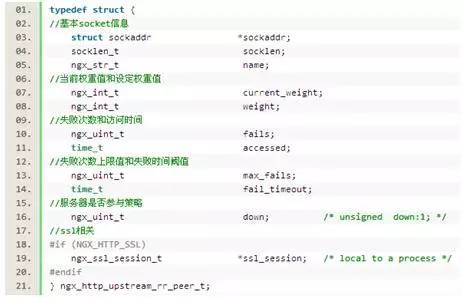 01. typedef struct {
02. //基本socket信息
03. struct sockaddr *sockaddr;
04. socklen_t socklen;
05. ngx_str_t name;
06. //当前权重值和设定权重值
07. ngx_int_t current_weight;
08. ngx_int_t weight;
09. //失败次数和访问时间
10. ngx_uint_t fails;
11. time_t accessed;
12. //失败次数上限值和失败时间阈值
13. ngx_uint_t max_fails;
14. time_t fail_timeout;
15. //服务器是否参与策略
16. ngx_uint_t down; /* unsigned down:1; */
17. //ssl相关
18. #if (NGX_HTTP_SSL)
19. ngx_ssl_session_t *ssl_session; /* local to a process */
20. #endif
21. } ngx_http_upstream_rr_peer_t;